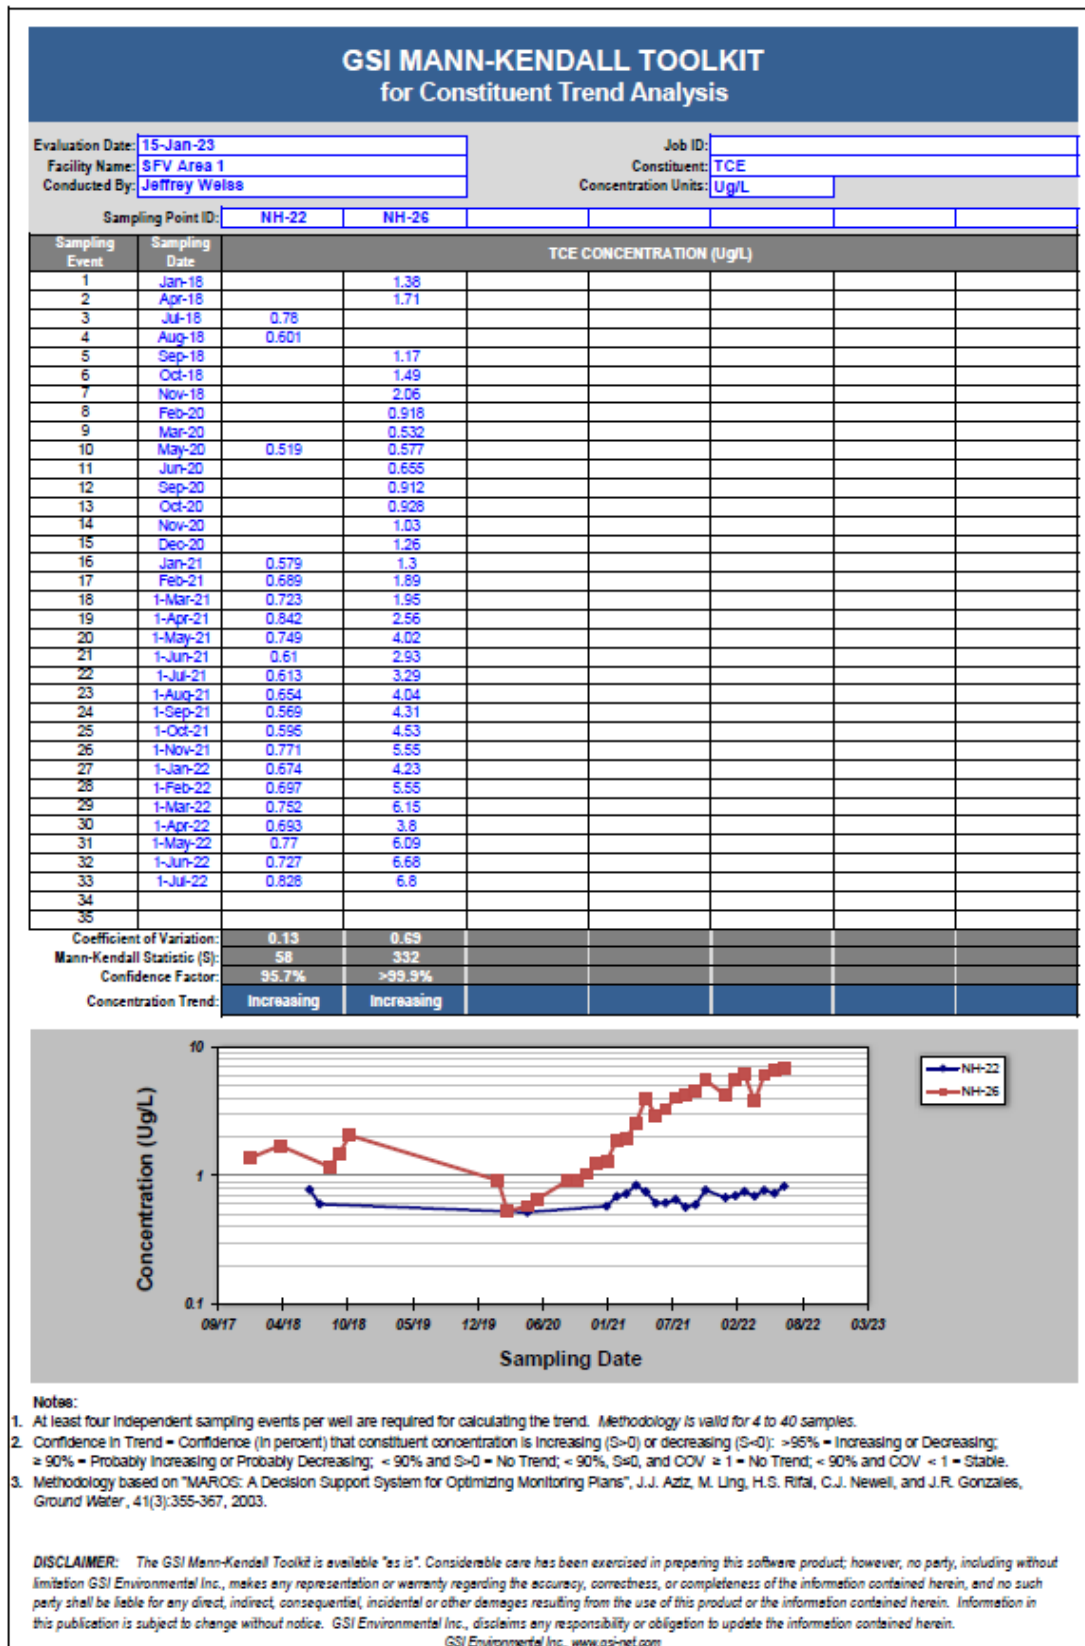 GSI MANN-KENDALL TOOLKIT
for Constituent Trend Analysis
Evaluation Date: 15-Jan-23 Job ID:
Facility Name: SFV Area 1 Constituent: TCE
Conducted By: Jeffrey Weiss Concentration Units: Ug/L
Sampling Point ID: NH-22 NH-26
Sampling Event Sampling Date TCE CONCENTRATION (Ug/L)
1 Jan-18 1.38
2 Apr-18 1.71
3 Jul-18 0.78
4 Aug-18 0.601
5 Sep-18 1.17
6 Oct-18 1.49
7 Nov-18 2.06
8 Feb-20 0.918
9 Mar-20 0.532
10 May-20 0.519 0.577
11 Jun-20 0.655
12 Sep-20 0.912
13 Oct-20 0.928
14 Nov-20 1.03
15 Dec-20 1.26
16 Jan-21 0.579 1.3
17 Feb-21 0.689 1.89
18 1-Mar-21 0.723 1.95
19 1-Apr-21 0.842 2.56
20 1-May-21 0.749 4.02
21 1-Jun-21 0.61 2.93
22 1-Jul-21 0.613 3.29
23 1-Aug-21 0.654 4.04
24 1-Sep-21 0.569 4.31
25 1-Oct-21 0.595 4.53
26 1-Nov-21 0.771 5.55
27 1-Jan-22 0.674 4.23
28 1-Feb-22 0.697 5.55
29 1-Mar-22 0.752 6.15
30 1-Apr-22 0.693 3.8
31 1-May-22 0.77 6.09
32 1-Jun-22 0.727 6.68
33 1-Jul-22 0.828 6.8
34
35
Coefficient of Variation: 0.13 0.69
Mann-Kendall Statistic (S): 58 332
Confidence Factor: 95.7% >99.9%
Concentration Trend: Increasing Increasing
10
1
0.1
Concentration (Ug/L)
NH-22
NH-26
09/17 04/18 10/18 05/19 12/19 06/20 01/21 07/21 02/22 08/22 03/23
Sampling Date
Notes:
1. At least four independent sampling events per well are required for calculating the trend. Methodology is valid for 4 to 40 samples.
2. Confidence in Trend = Confidence (in percent) that constituent concentration is increasing (S>0) or decreasing (S<0): >95% = Increasing or Decreasing;
≥ 90% = Probably Increasing or Probably Decreasing; < 90% and S>0 = No Trend; < 90%, S≤0, and COV ≥ 1 = No Trend; < 90% and COV < 1 = Stable.
3. Methodology based on "MAROS: A Decision Support System for Optimizing Monitoring Plans", J.J. Aziz, M. Ling, H.S. Rifai, C.J. Newell, and J.R. Gonzales,
Ground Water, 41(3):355-367, 2003.
DISCLAIMER: The GSI Mann-Kendall Toolkit is available "as is". Considerable care has been exercised in preparing this software product; however, no party, including without
limitation GSI Environmental Inc., makes any representation or warranty regarding the accuracy, correctness, or completeness of the information contained herein, and no such
party shall be liable for any direct, indirect, consequential, incidental or other damages resulting from the use of this product or the information contained herein. Information in
this publication is subject to change without notice. GSI Environmental Inc., disclaims any responsibility or obligation to update the information contained herein.
GSI Environmental Inc., www.gsi-net.com